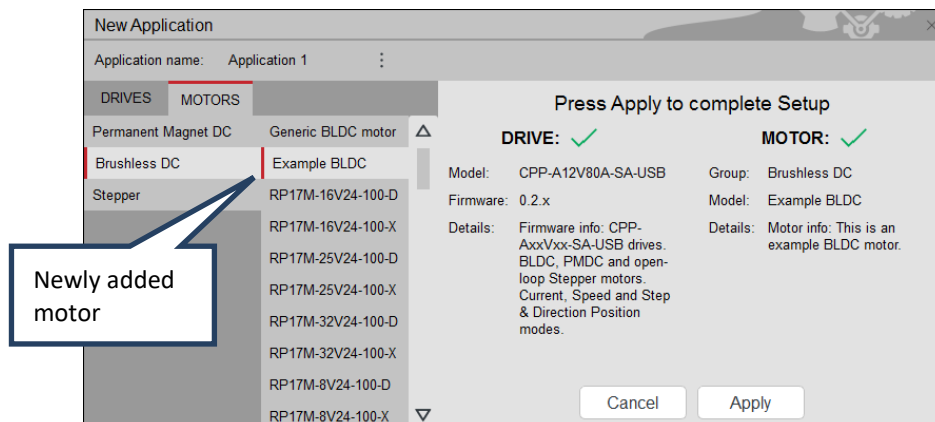 New Application
Application name: Application 1
DRIVES MOTORS
Permanent Magnet DC
Brushless DC
Stepper
Generic BLDC motor
Example BLDC
RP17M-16V24-100-D
RP17M-16V24-100-X
RP17M-25V24-100-D
RP17M-25V24-100-X
RP17M-32V24-100-D
RP17M-32V24-100-X
RP17M-8V24-100-D
RP17M-8V24-100-X
Newly added
motor
Press Apply to complete Setup
DRIVE:
Model: CPP-A12V80A-SA-USB
Firmware: 0.2.x
Details: Firmware info: CPP-
AxxVxx-SA-USB drives.
BLDC, PMDC and open-
loop Stepper motors.
Current, Speed and Step
& Direction Position
modes.
MOTOR:
Group: Brushless DC
Model: Example BLDC
Details: Motor info: This is an
example BLDC motor.
Cancel Apply